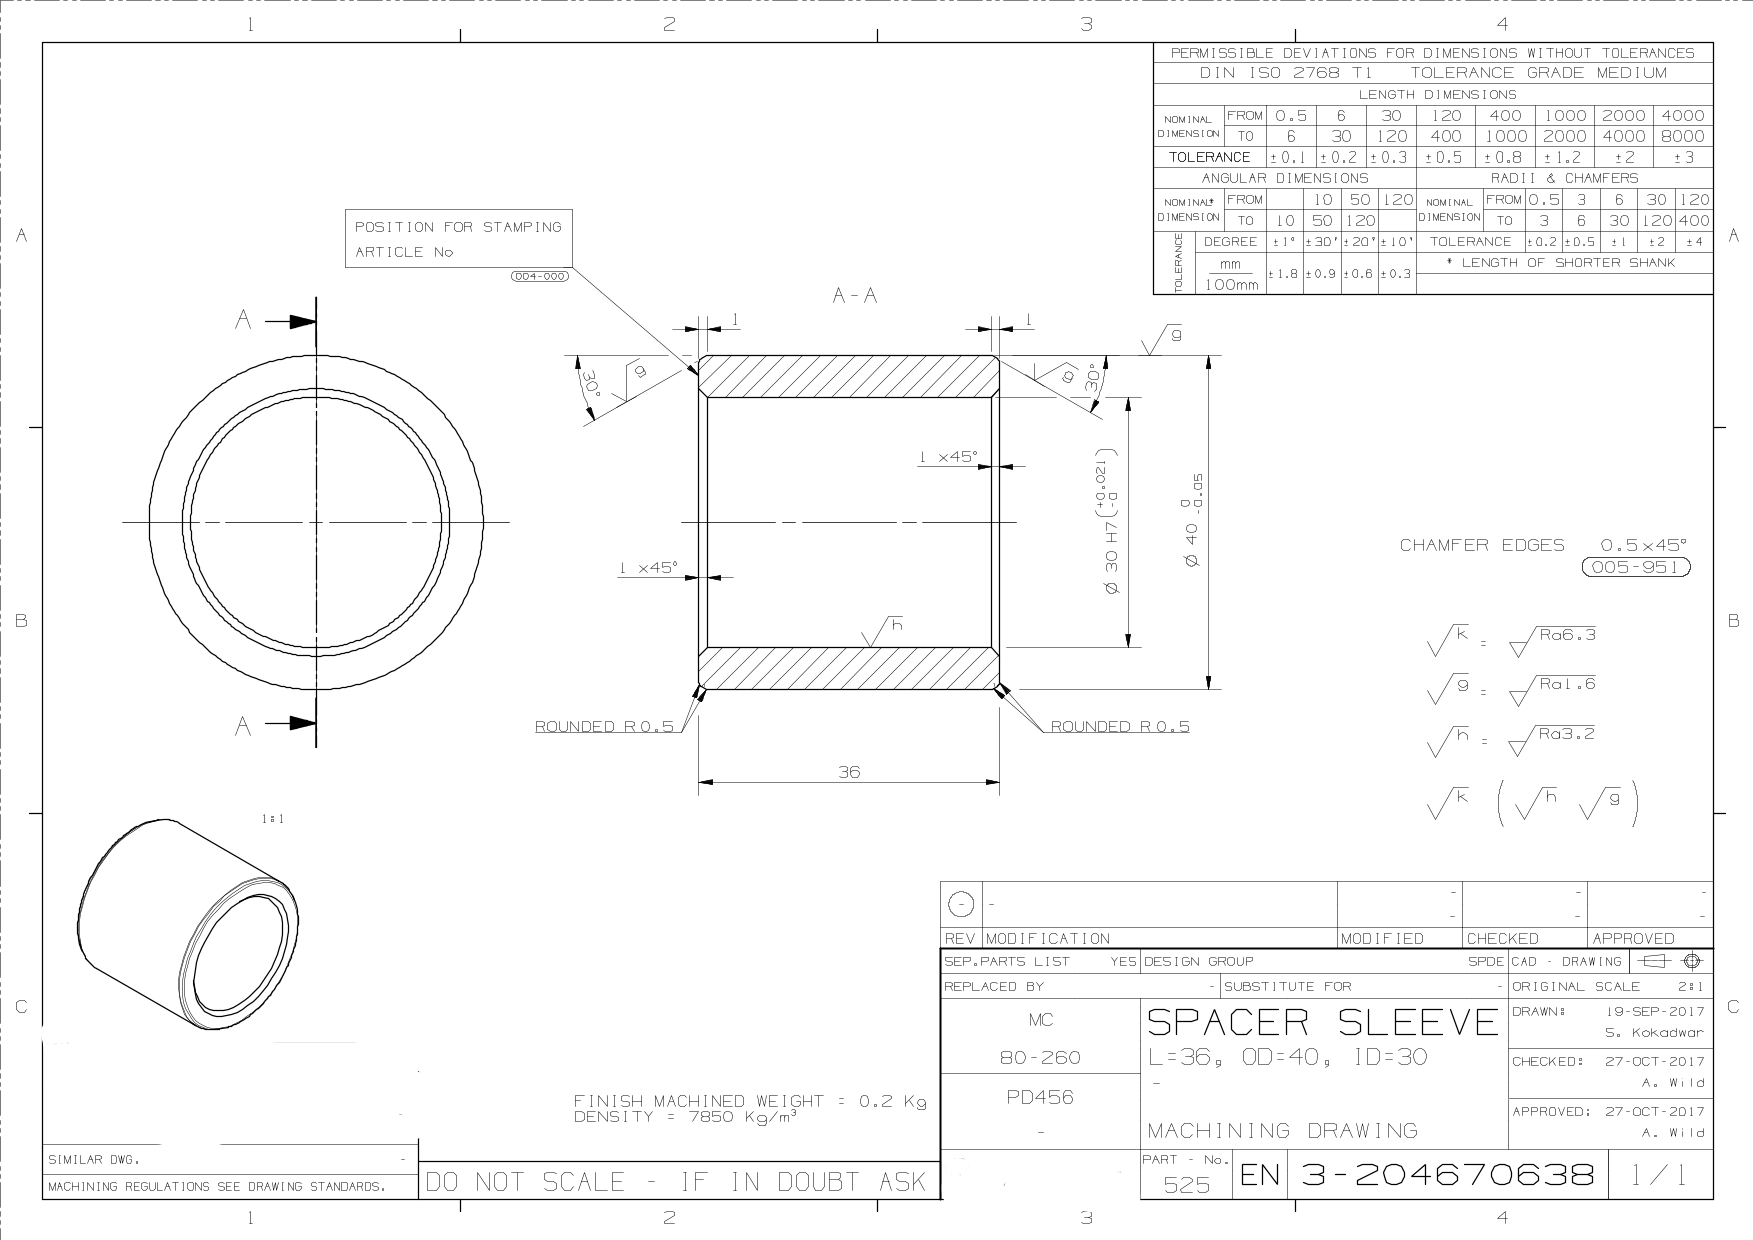 1 2 3 4
PERMISSIBLE DEVIATIONS FOR DIMENSIONS WITHOUT TOLERANCES
DIN ISO 2768 T1 TOLERANCE GRADE MEDIUM
LENGTH DIMENSIONS
NOMINAL DIMENSION FROM 0.5 6 30 120 400 1000 2000 4000
TO 6 30 120 400 1000 2000 4000 8000
TOLERANCE ±0.1 ±0.2 ±0.3 ±0.5 ±0.8 ±1.2 ±2 ±3
ANGULAR DIMENSIONS RADII & CHAMFERS
NOMINAL* DIMENSION FROM 10 50 120 NOMINAL DIMENSION FROM 0.5 3 6 30 120
TO 10 50 120 TO 3 6 30 120 400
TOLERANCE DEGREE ±1° ±30' ±20' ±10' TOLERANCE ±0.2 ±0.5 ±1 ±2 ±4
mm ±1.8 ±0.9 ±0.6 ±0.3 * LENGTH OF SHORTER SHANK
100mm
A A
POSITION FOR STAMPING
ARTICLE No
004-000
A-A
A
1 1
g
30° g g 30°
1 x45°
Ø 30 H7(+0.021 -0)
Ø 40 0 -0.05
1 x45°
h
CHAMFER EDGES 0.5x45°
005-951
B B
k = Ra6.3
g = Ra1.6
h = Ra3.2
k ( h g )
A
ROUNDED R0.5 ROUNDED R0.5
36
1:1
- -
- - -
- - -
REV MODIFICATION MODIFIED CHECKED APPROVED
SEP.PARTS LIST YES DESIGN GROUP SPDE CAD - DRAWING
REPLACED BY - SUBSTITUTE FOR - ORIGINAL SCALE 2:1
C C
MC
80-260
PD456
-
SPACER SLEEVE
L=36, OD=40, ID=30
-
MACHINING DRAWING
DRAWN: 19-SEP-2017
S. Kokadwar
CHECKED: 27-OCT-2017
A. Wild
APPROVED: 27-OCT-2017
A. Wild
FINISH MACHINED WEIGHT = 0.2 Kg
DENSITY = 7850 Kg/m³
SIMILAR DWG. -
MACHINING REGULATIONS SEE DRAWING STANDARDS.
DO NOT SCALE - IF IN DOUBT ASK
PART - No.
525
EN 3-204670638 1/1
1 2 3 4